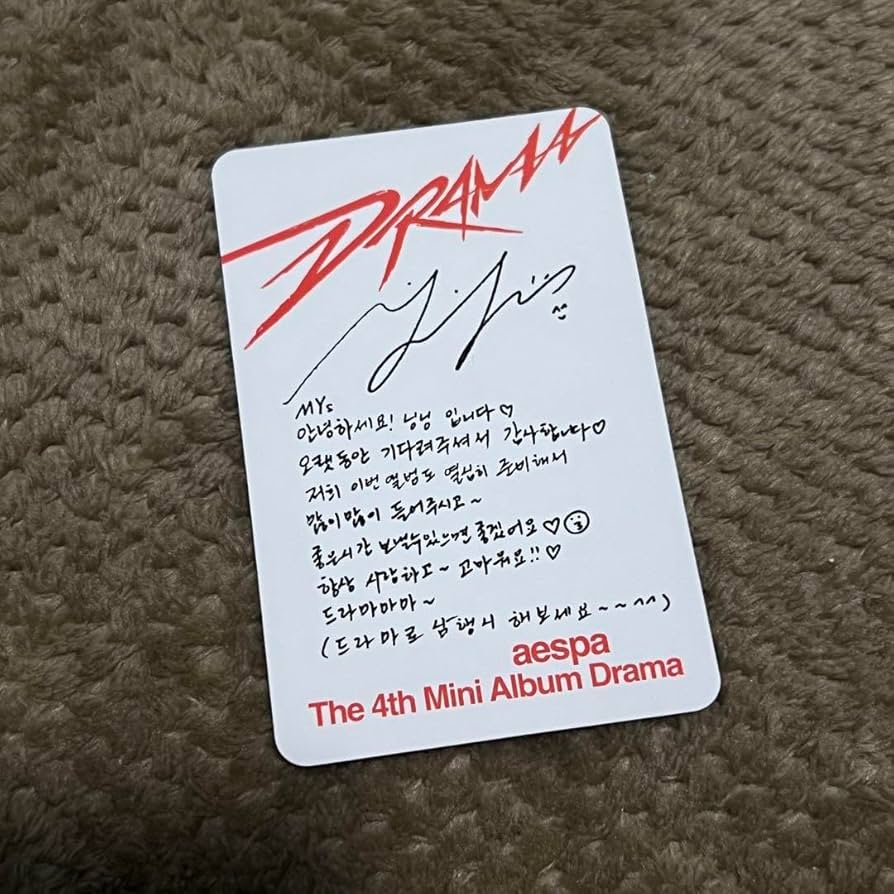 DRAMA
MYs
안녕하세요! 닝닝 입니다♡
오랫동안 기다려주셔서 감사합니다♡
저희 이번 앨범도 열심히 준비해서
많이많이 들어주시고~
좋은시간 보낼수있으면 좋겠어요♡
항상 사랑하고~ 고마워요!!♡
드라마마마~
(드라마로 삼행시 해보세요~~^^)
aespa
The 4th Mini Album Drama